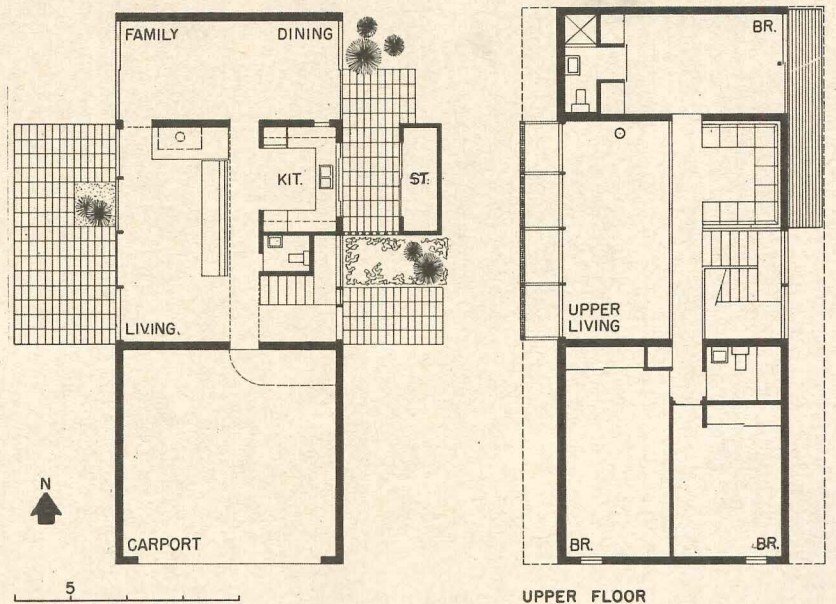 FAMILY DINING
KIT.
ST.
LIVING.
N
CARPORT
5
BR.
UPPER
LIVING
BR. BR.
UPPER FLOOR